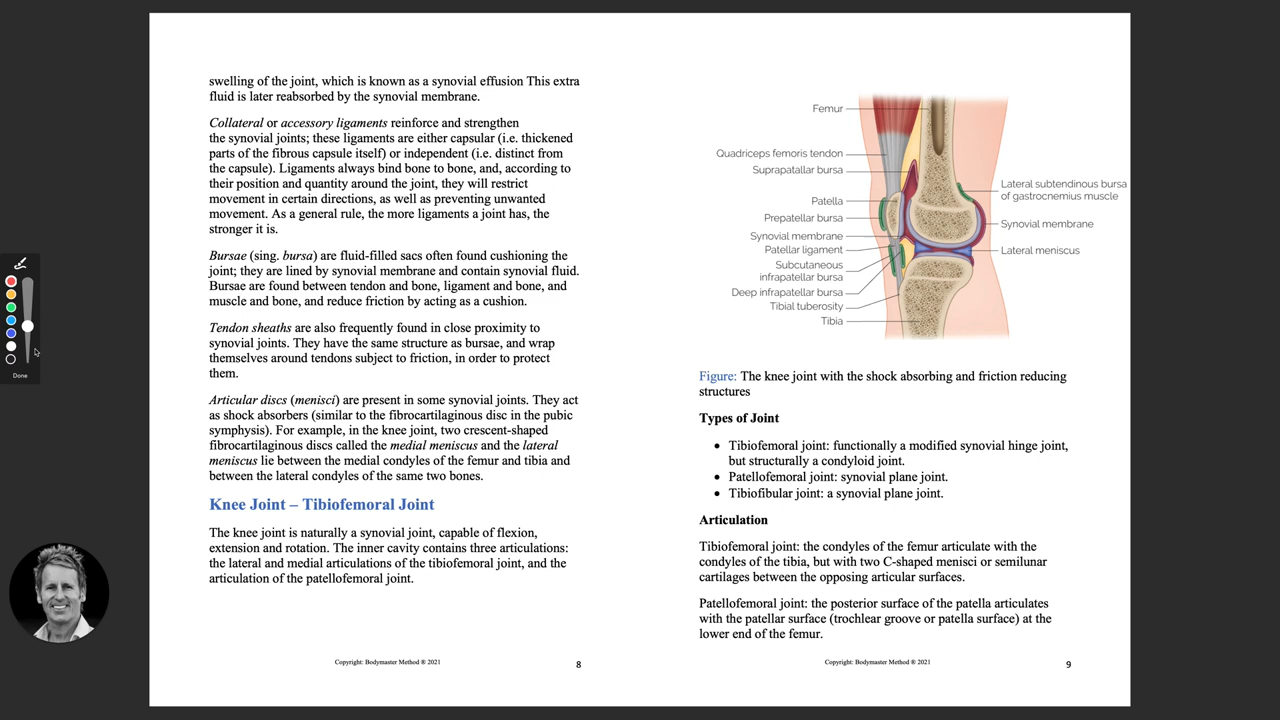 swelling of the joint, which is known as a synovial effusion This extra
fluid is later reabsorbed by the synovial membrane.
Collateral or accessory ligaments reinforce and strengthen
the synovial joints; these ligaments are either capsular (i.e. thickened
parts of the fibrous capsule itself) or independent (i.e. distinct from
the capsule). Ligaments always bind bone to bone, and, according to
their position and quantity around the joint, they will restrict
movement in certain directions, as well as preventing unwanted
movement. As a general rule, the more ligaments a joint has, the
stronger it is.
Bursae (sing. bursa) are fluid-filled sacs often found cushioning the
joint; they are lined by synovial membrane and contain synovial fluid.
Bursae are found between tendon and bone, ligament and bone, and
muscle and bone, and reduce friction by acting as a cushion.
Tendon sheaths are also frequently found in close proximity to
synovial joints. They have the same structure as bursae, and wrap
themselves around tendons subject to friction, in order to protect
them.
Articular discs (menisci) are present in some synovial joints. They act
as shock absorbers (similar to the fibrocartilaginous disc in the pubic
symphysis). For example, in the knee joint, two crescent-shaped
fibrocartilaginous discs called the medial meniscus and the lateral
meniscus lie between the medial condyles of the femur and tibia and
between the lateral condyles of the same two bones.
Knee Joint – Tibiofemoral Joint
The knee joint is naturally a synovial joint, capable of flexion,
extension and rotation. The inner cavity contains three articulations:
the lateral and medial articulations of the tibiofemoral joint, and the
articulation of the patellofemoral joint.
Copyright: Bodymaster Method ® 2021
8
Femur
Quadriceps femoris tendon
Suprapatallar bursa
Patella
Prepatellar bursa
Synovial membrane
Patellar ligament
Subcutaneous
infrapatellar bursa
Deep infrapatellar bursa
Tibial tuberosity
Tibia
Lateral subtendinous bursa
of gastrocnemius muscle
Synovial membrane
Lateral meniscus
Figure: The knee joint with the shock absorbing and friction reducing
structures
Types of Joint
• Tibiofemoral joint: functionally a modified synovial hinge joint,
but structurally a condyloid joint.
• Patellofemoral joint: synovial plane joint.
• Tibiofibular joint: a synovial plane joint.
Articulation
Tibiofemoral joint: the condyles of the femur articulate with the
condyles of the tibia, but with two C-shaped menisci or semilunar
cartilages between the opposing articular surfaces.
Patellofemoral joint: the posterior surface of the patella articulates
with the patellar surface (trochlear groove or patella surface) at the
lower end of the femur.
Copyright: Bodymaster Method ® 2021
9
Done